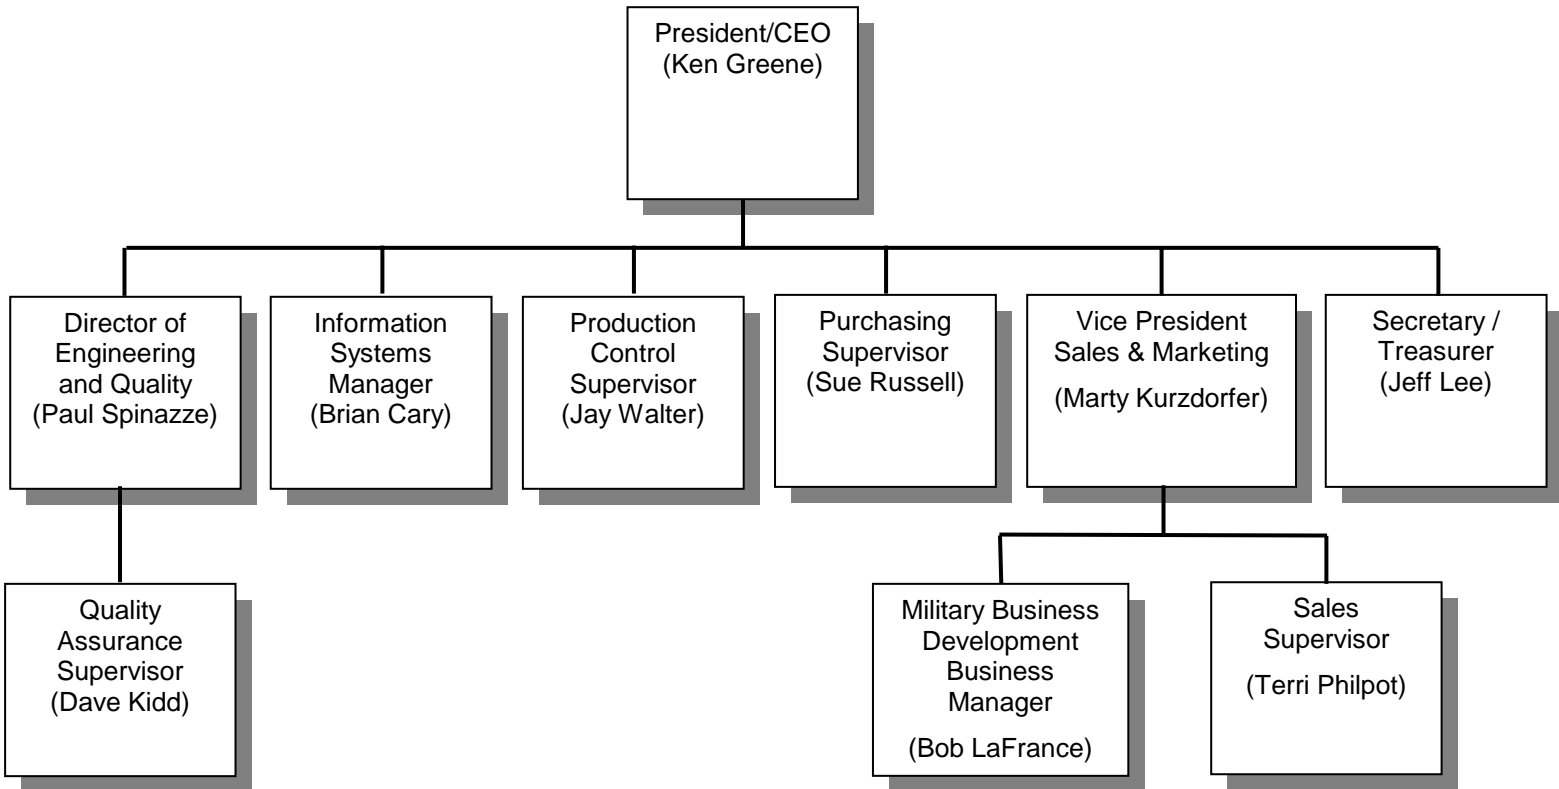 President/CEO
(Ken Greene)
Director of
Engineering
and Quality
(Paul Spinazze)
Information
Systems
Manager
(Brian Cary)
Production
Control
Supervisor
(Jay Walter)
Purchasing
Supervisor
(Sue Russell)
Vice President
Sales & Marketing
(Marty Kurzdorfer)
Secretary /
Treasurer
(Jeff Lee)
Quality
Assurance
Supervisor
(Dave Kidd)
Military Business
Development
Business
Manager
(Bob LaFrance)
Sales
Supervisor
(Terri Philpot)